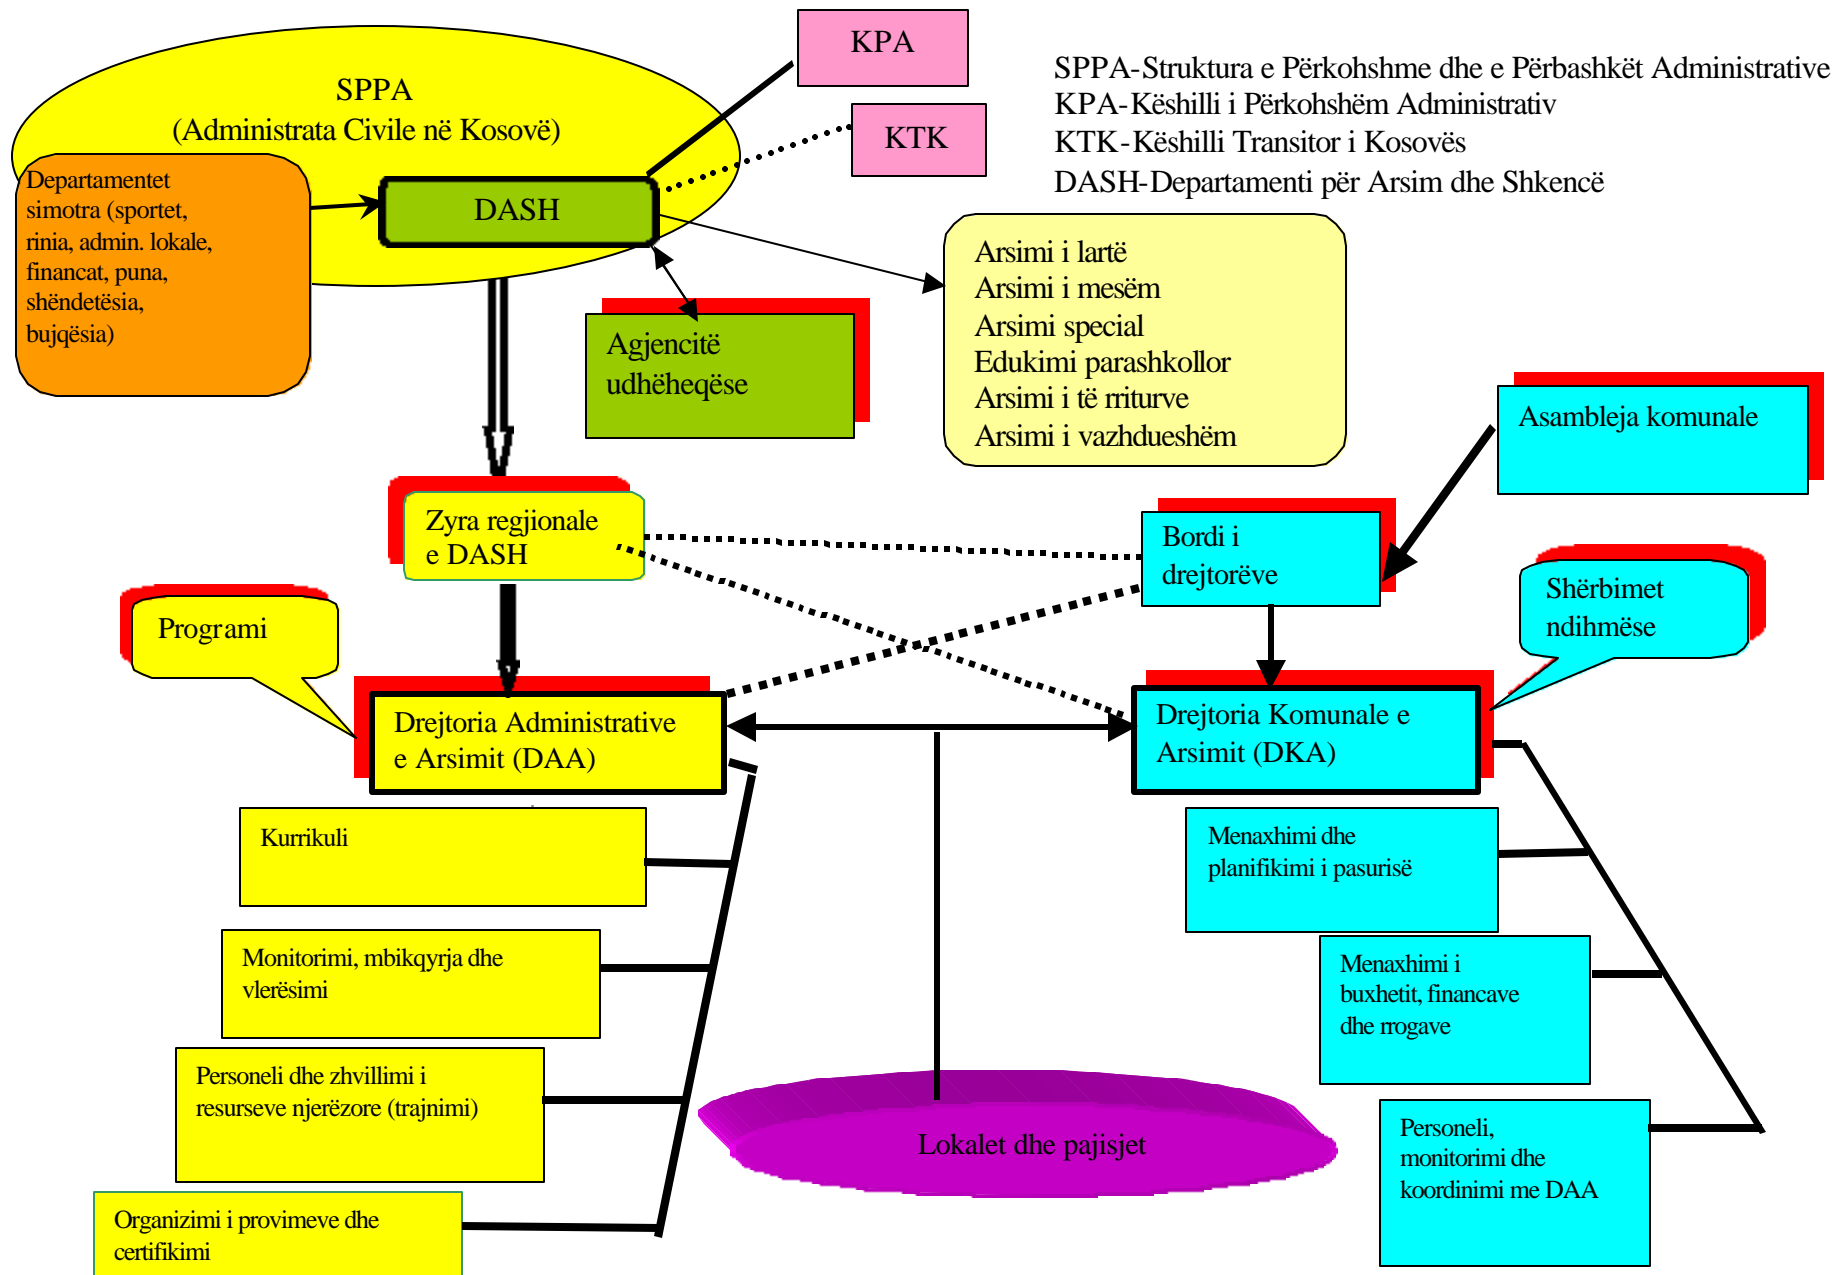 KPA
SPPA-Struktura e Përkohshme dhe e Përbashkët Administrative
KPA-Këshilli i Përkohshëm Administrativ
KTK-Këshilli Transitor i Kosovës
DASH-Departamenti për Arsim dhe Shkencë
SPPA
(Administrata Civile në Kosovë)
KTK
Departamentet
simotra (sportet,
rinia, admin. lokale,
financat, puna,
shëndetësia,
bujqësia)
DASH
Arsimi i lartë
Arsimi i mesëm
Arsimi special
Edukimi parashkollor
Arsimi i të rriturve
Arsimi i vazhdueshëm
Agjencitë
udhëheqëse
Asambleja komunale
Zyra regjionale
e DASH
Bordi i
drejtorëve
Shërbimet
ndihmëse
Programi
Drejtoria Administrative
e Arsimit (DAA)
Drejtoria Komunale e
Arsimit (DKA)
Kurrikuli
Monitorimi, mbikqyrja dhe
vlerësimi
Personeli dhe zhvillimi i
resurseve njerëzore (trajnimi)
Organizimi i provimeve dhe
certifikimi
Menaxhimi dhe
planifikimi i pasurisë
Menaxhimi i
buxhetit, financave
dhe rrogave
Personeli,
monitorimi dhe
koordinimi me DAA
Lokalet dhe pajisjet